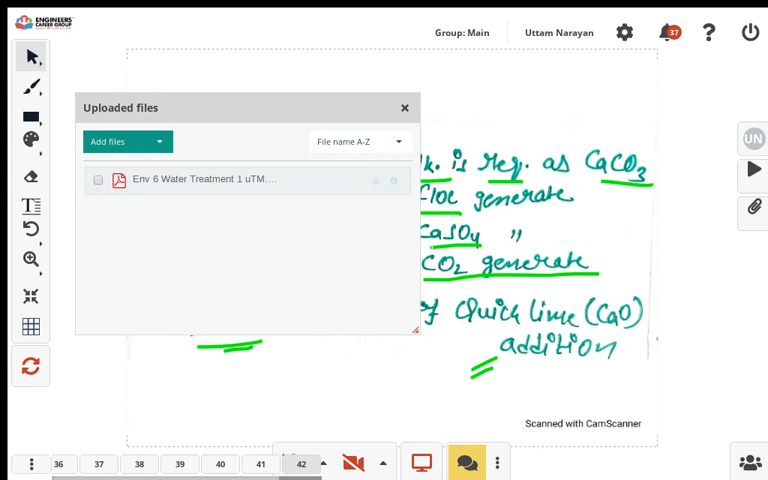 ENGINEERS
CAREER GROUP
Group: Main
Uttam Narayan
37
Uploaded files
Add files
File name A-Z
Env 6 Water Treatment 1 uTM....
UN
k. is req. as CaCO3
Floc generate
CaSO4 "
CO2 generate
of Quick lime (CaO)
addition
Scanned with CamScanner
36 37 38 39 40 41 42